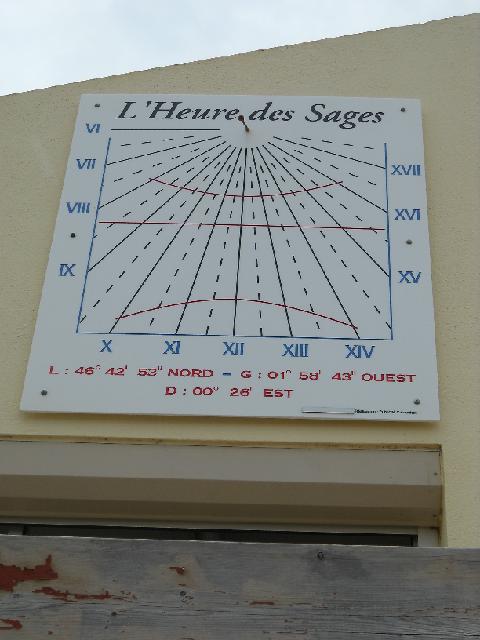 L'Heure des Sages
VI
VII
XVII
VIII
XVI
IX
XV
X XI XII XIII XIV
L : 46° 42' 53" NORD - G : 01° 58' 43" OUEST
D : 00° 26' EST